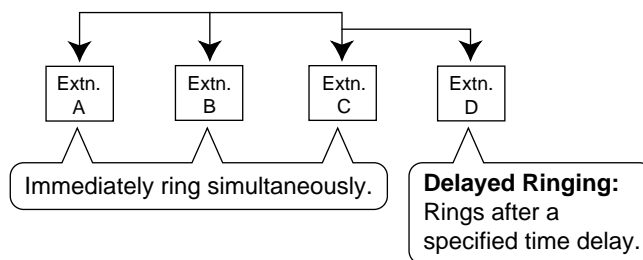 Extn.
A
Extn.
B
Extn.
C
Extn.
D
Immediately ring simultaneously.
Delayed Ringing:
Rings after a
specified time delay.